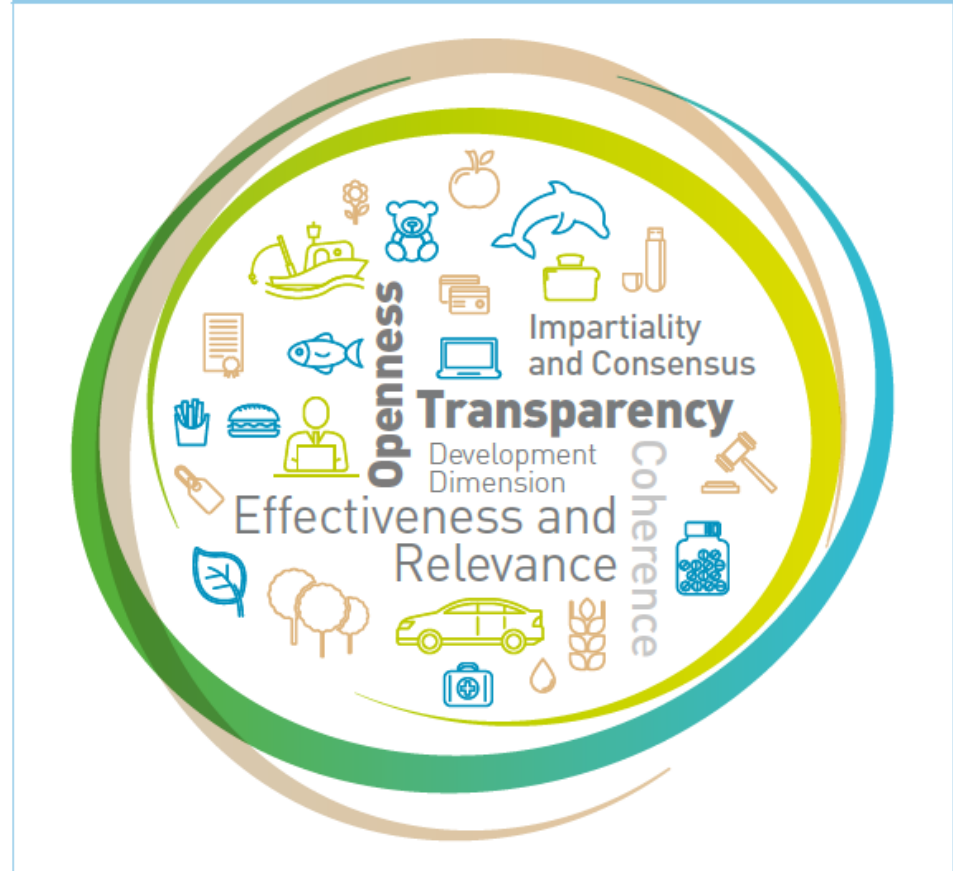 Openness
Impartiality
and Consensus
Transparency
Development
Dimension
Coherence
Effectiveness and
Relevance